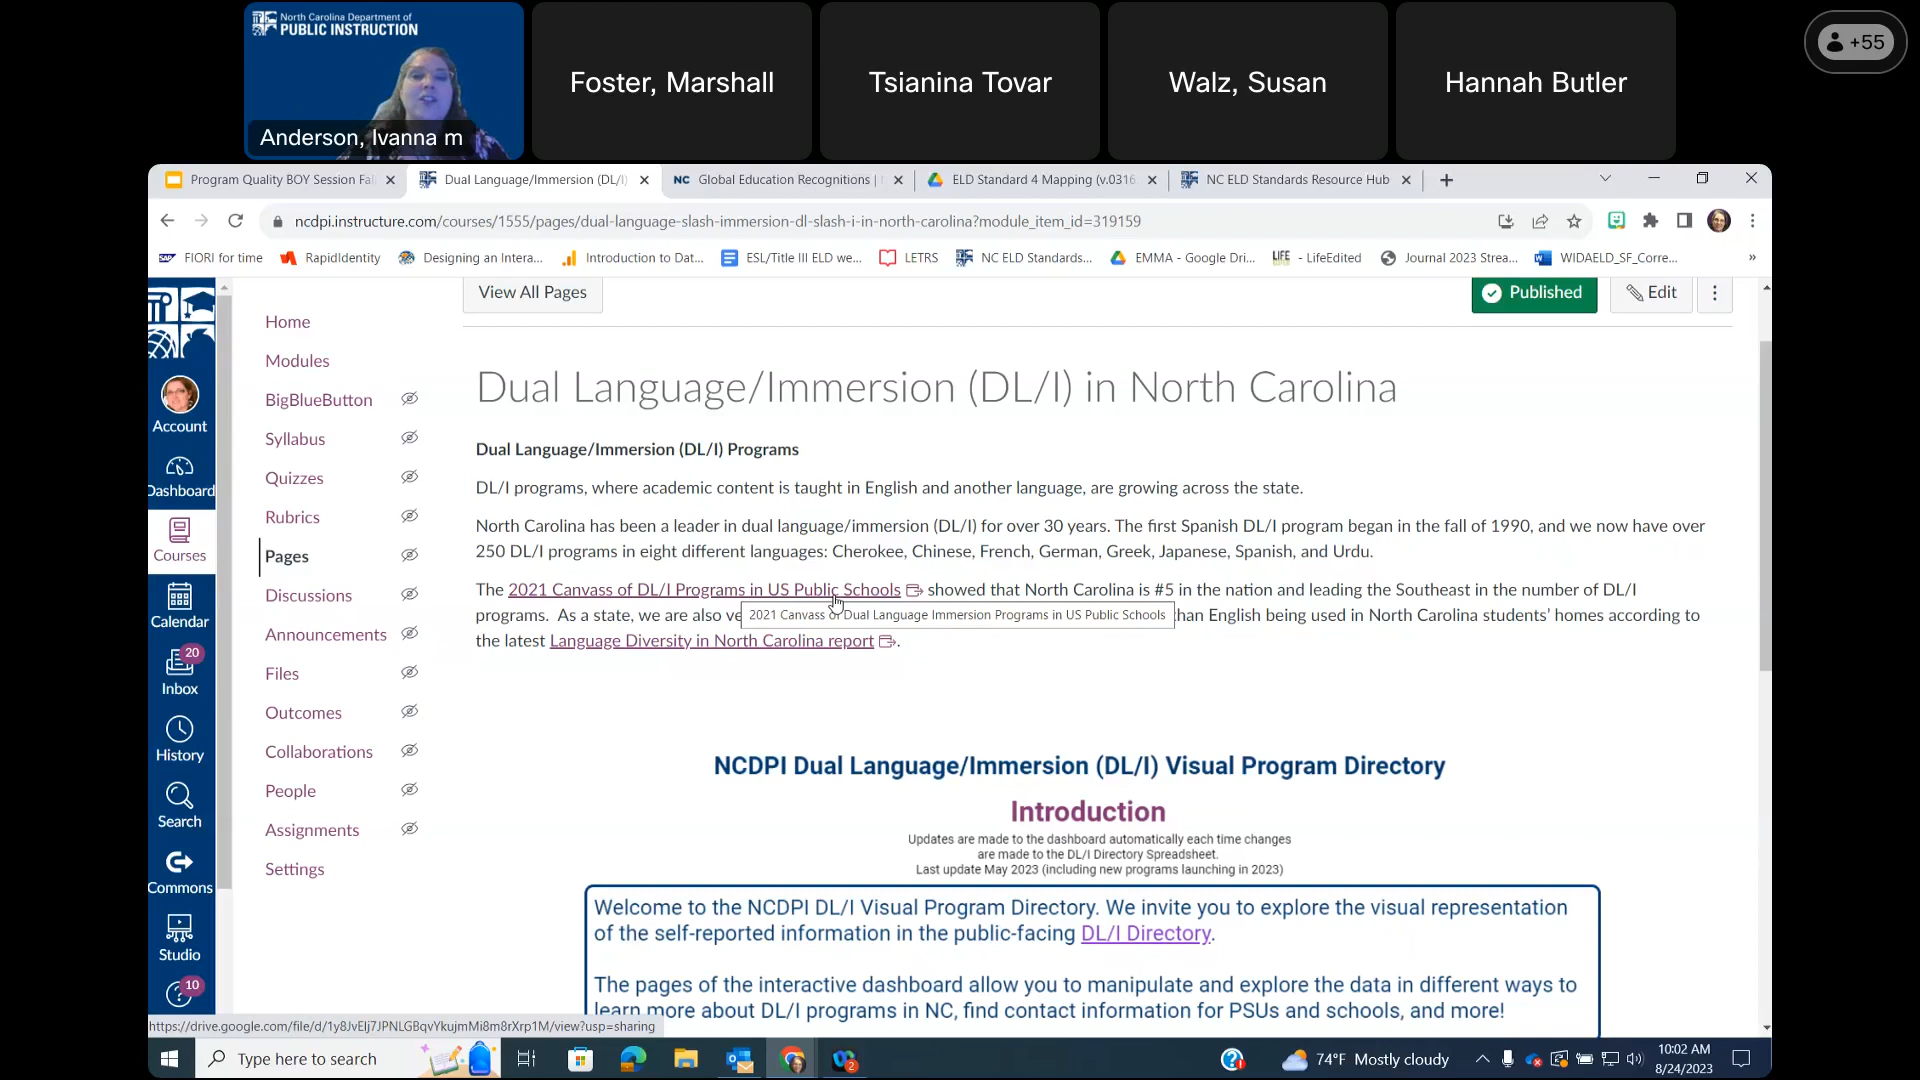 North Carolina Department of
PUBLIC INSTRUCTION
Anderson, Ivanna m
Foster, Marshall
Tsianina Tovar
Walz, Susan
Hannah Butler
+55
Program Quality BOY Session Fal
Dual Language/Immersion (DL/I)
NC Global Education Recognitions |
ELD Standard 4 Mapping (v.0316
NC ELD Standards Resource Hub
ncdpi.instructure.com/courses/1555/pages/dual-language-slash-immersion-dl-slash-i-in-north-carolina?module_item_id=319159
SAP FIORI for time
RapidIdentity
Designing an Intera...
Introduction to Dat...
ESL/Title III ELD we...
LETRS
NC ELD Standards...
EMMA - Google Dri...
LIFE - LifeEdited
Journal 2023 Strea...
WIDAELD_SF_Corre...
»
Account
Dashboard
Courses
Calendar
20
Inbox
History
Search
Commons
Studio
10
Home
Modules
BigBlueButton
Syllabus
Quizzes
Rubrics
Pages
Discussions
Announcements
Files
Outcomes
Collaborations
People
Assignments
Settings
View All Pages
Published
Edit
Dual Language/Immersion (DL/I) in North Carolina
Dual Language/Immersion (DL/I) Programs
DL/I programs, where academic content is taught in English and another language, are growing across the state.
North Carolina has been a leader in dual language/immersion (DL/I) for over 30 years. The first Spanish DL/I program began in the fall of 1990, and we now have over
250 DL/I programs in eight different languages: Cherokee, Chinese, French, German, Greek, Japanese, Spanish, and Urdu.
The 2021 Canvass of DL/I Programs in US Public Schools showed that North Carolina is #5 in the nation and leading the Southeast in the number of DL/I
programs. As a state, we are also ve
2021 Canvass of Dual Language Immersion Programs in US Public Schools
han English being used in North Carolina students' homes according to
the latest Language Diversity in North Carolina report.
NCDPI Dual Language/Immersion (DL/I) Visual Program Directory
Introduction
Updates are made to the dashboard automatically each time changes
are made to the DL/I Directory Spreadsheet.
Last update May 2023 (including new programs launching in 2023)
Welcome to the NCDPI DL/I Visual Program Directory. We invite you to explore the visual representation
of the self-reported information in the public-facing DL/I Directory.
The pages of the interactive dashboard allow you to manipulate and explore the data in different ways to
learn more about DL/I programs in NC, find contact information for PSUs and schools, and more!
https://drive.google.com/file/d/1y8JvElj7JPNLGBqvYkujmMi8m8rXrp1M/view?usp=sharing
Type here to search
2
74°F Mostly cloudy
10:02 AM
8/24/2023